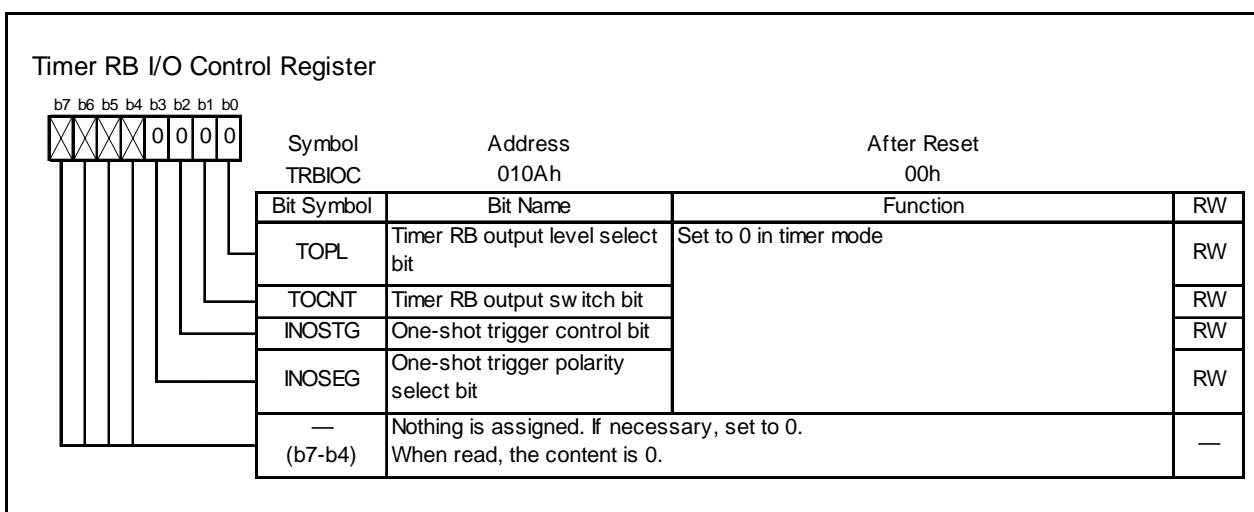 Timer RB I/O Control Register
b7 b6 b5 b4 b3 b2 b1 b0
0 0 0 0
Symbol Address After Reset
TRBIOC 010Ah 00h
Bit Symbol Bit Name Function RW
TOPL Timer RB output level select bit Set to 0 in timer mode RW
TOCNT Timer RB output switch bit RW
INOSTG One-shot trigger control bit RW
INOSEG One-shot trigger polarity select bit RW
— (b7-b4) Nothing is assigned. If necessary, set to 0. —
When read, the content is 0.